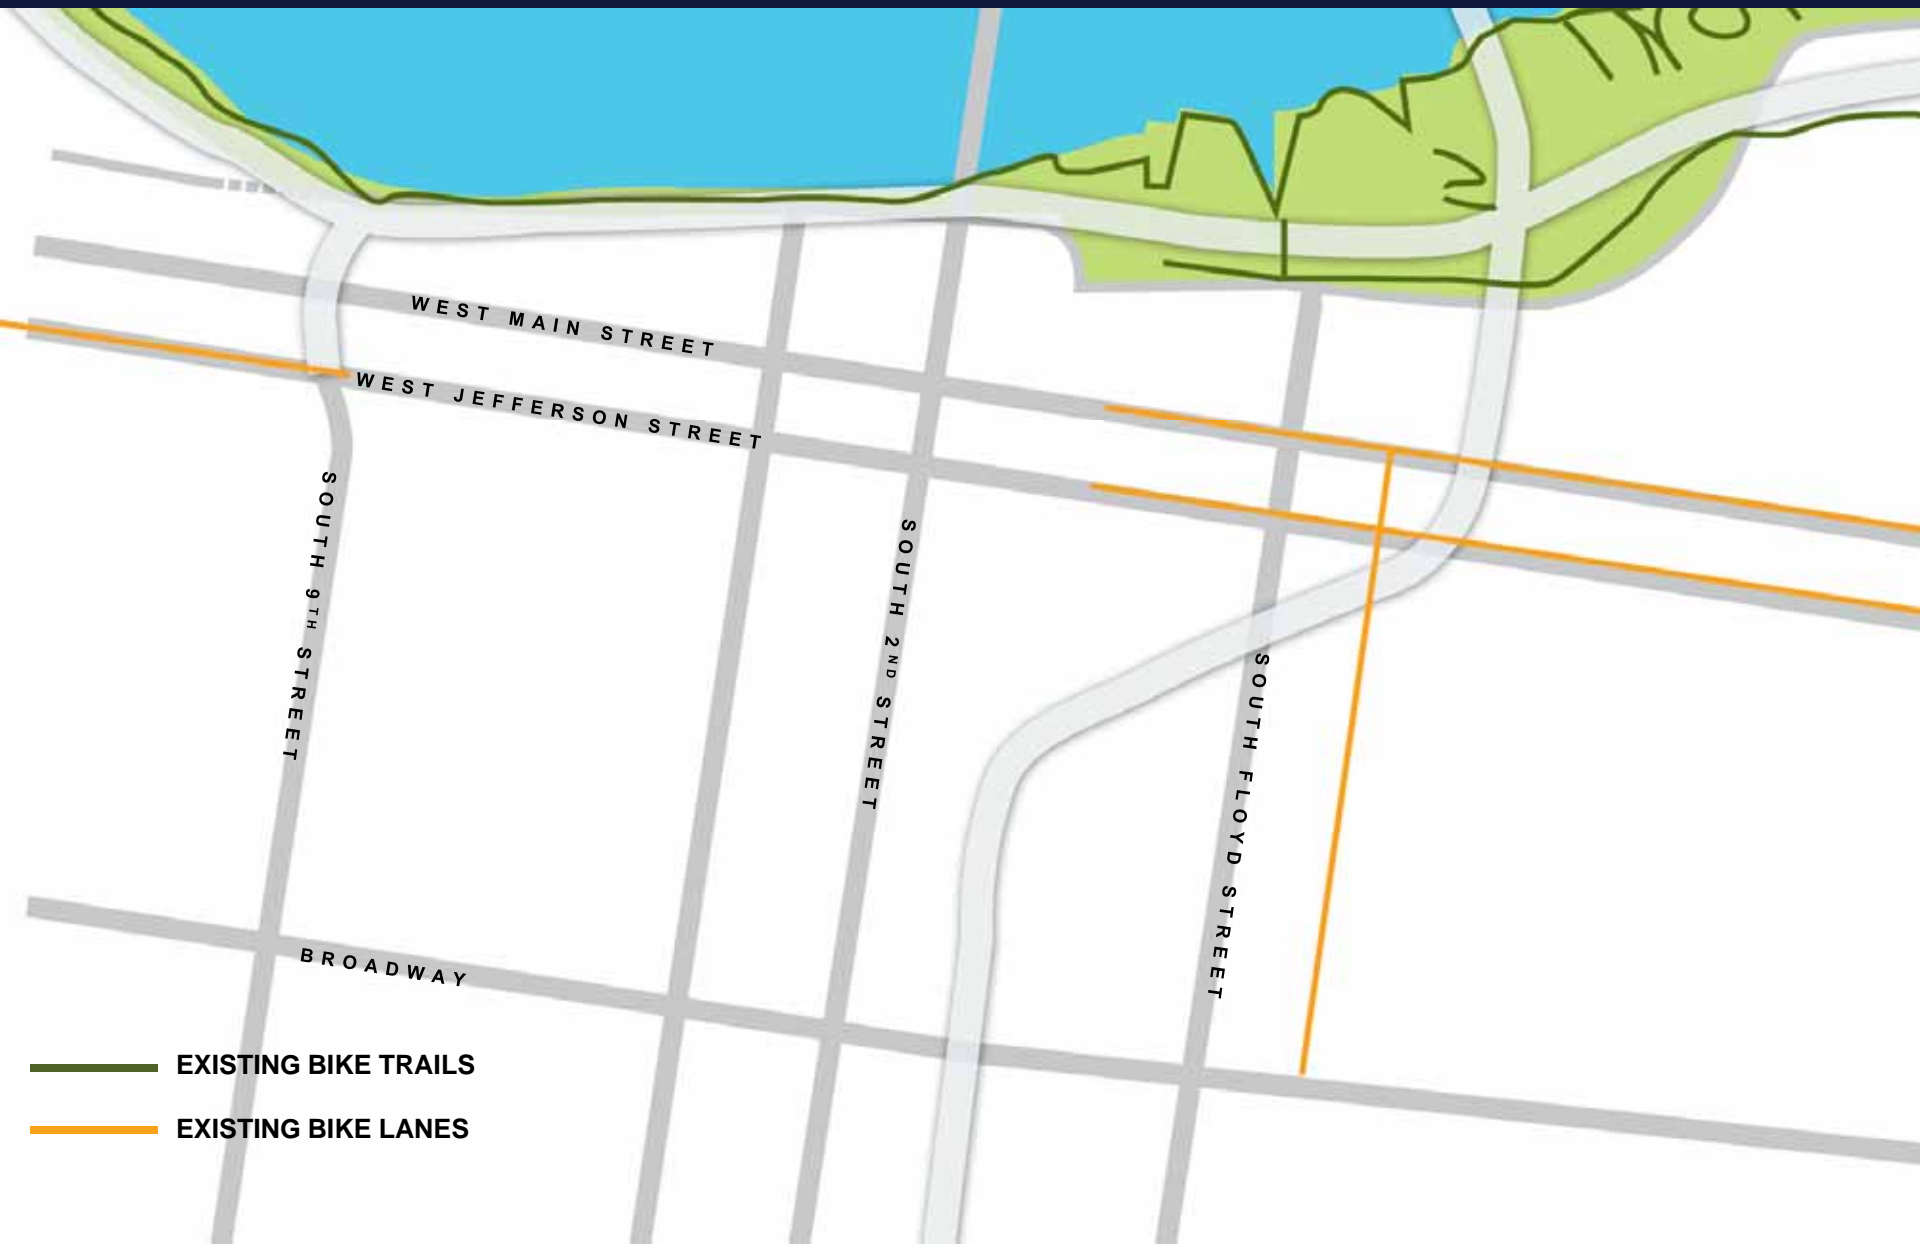 WEST MAIN STREET
WEST JEFFERSON STREET
SOUTH 9TH STREET
SOUTH 2ND STREET
SOUTH FLOYD STREET
BROADWAY
EXISTING BIKE TRAILS
EXISTING BIKE LANES